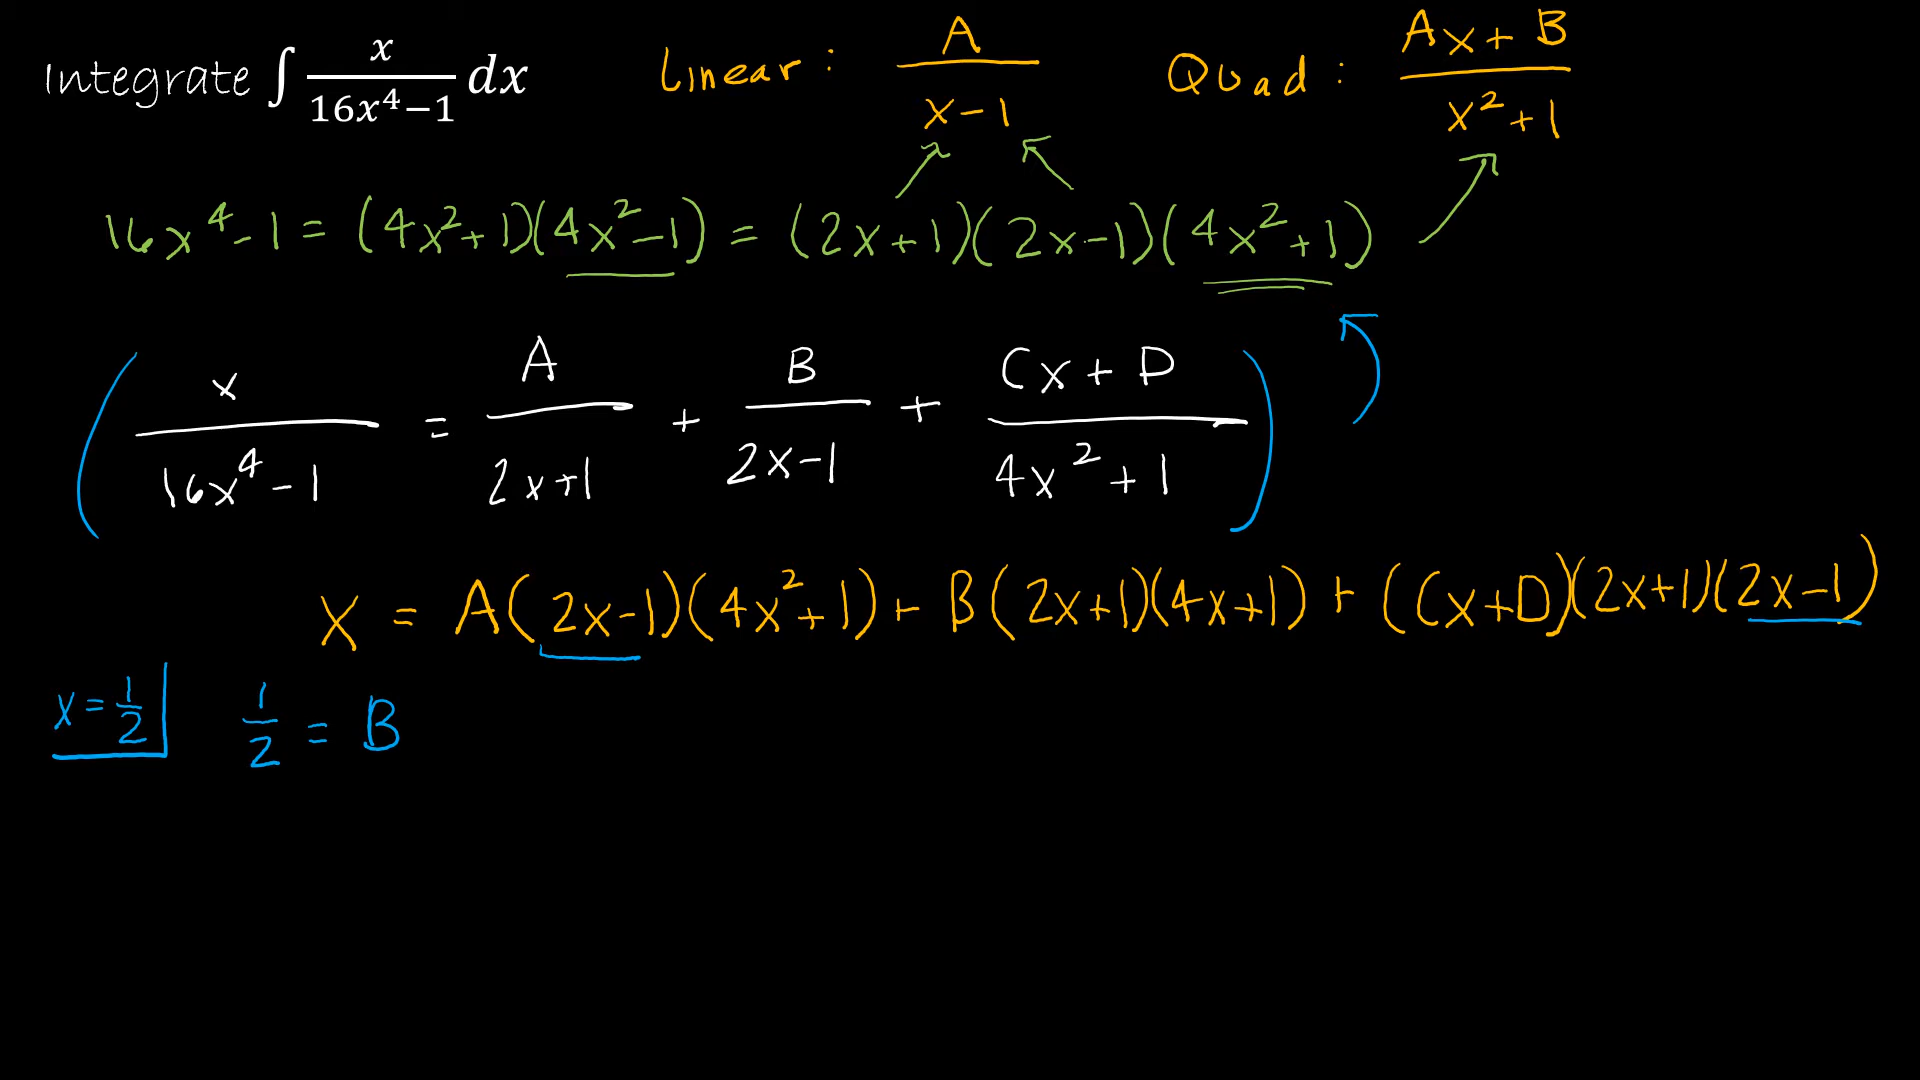 Integrate ∫ x/(16x⁴−1) dx   Linear: A/(x−1)   Quad: (Ax+B)/(x²+1)
16x⁴−1 = (4x²+1)(4x²−1) = (2x+1)(2x−1)(4x²+1)
( x/(16x⁴−1) = A/(2x+1) + B/(2x−1) + (Cx+D)/(4x²+1) )
x = A(2x−1)(4x²+1) + B(2x+1)(4x+1) + (Cx+D)(2x+1)(2x−1)
x = 1/2   1/2 = B